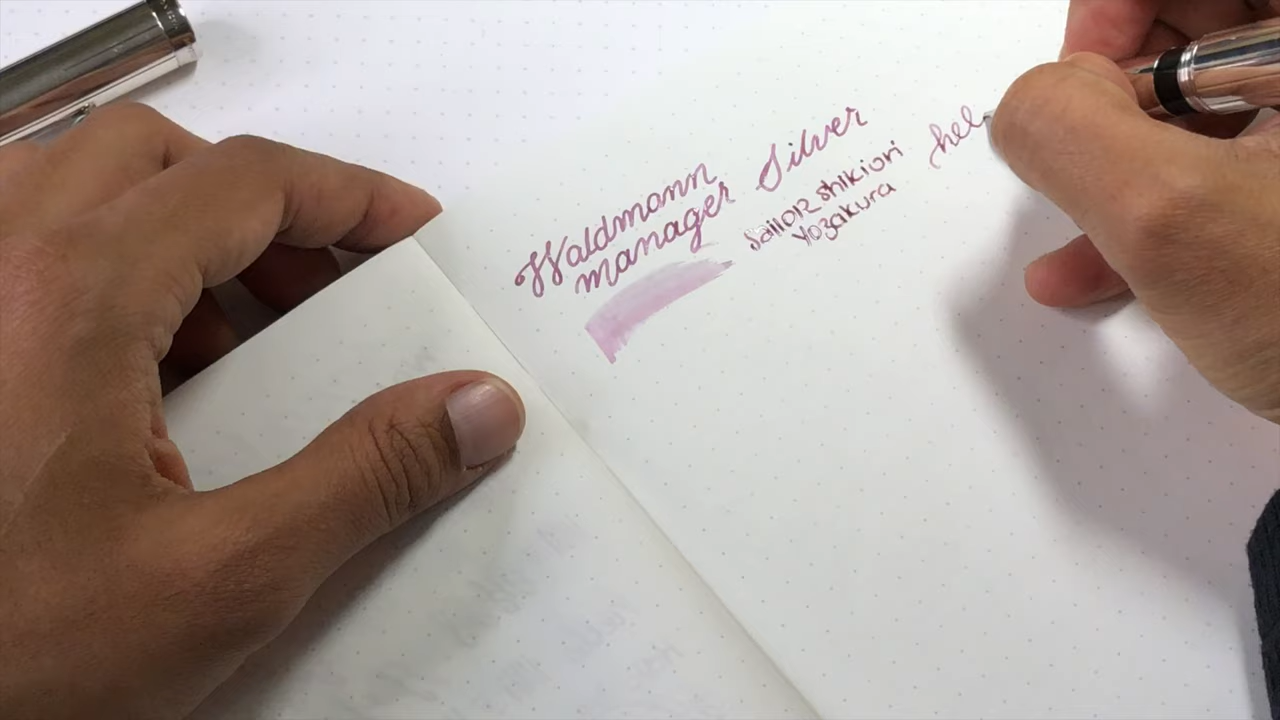 Waldmann
manager Silver
Sailor Shikiori
Yozakura
hel